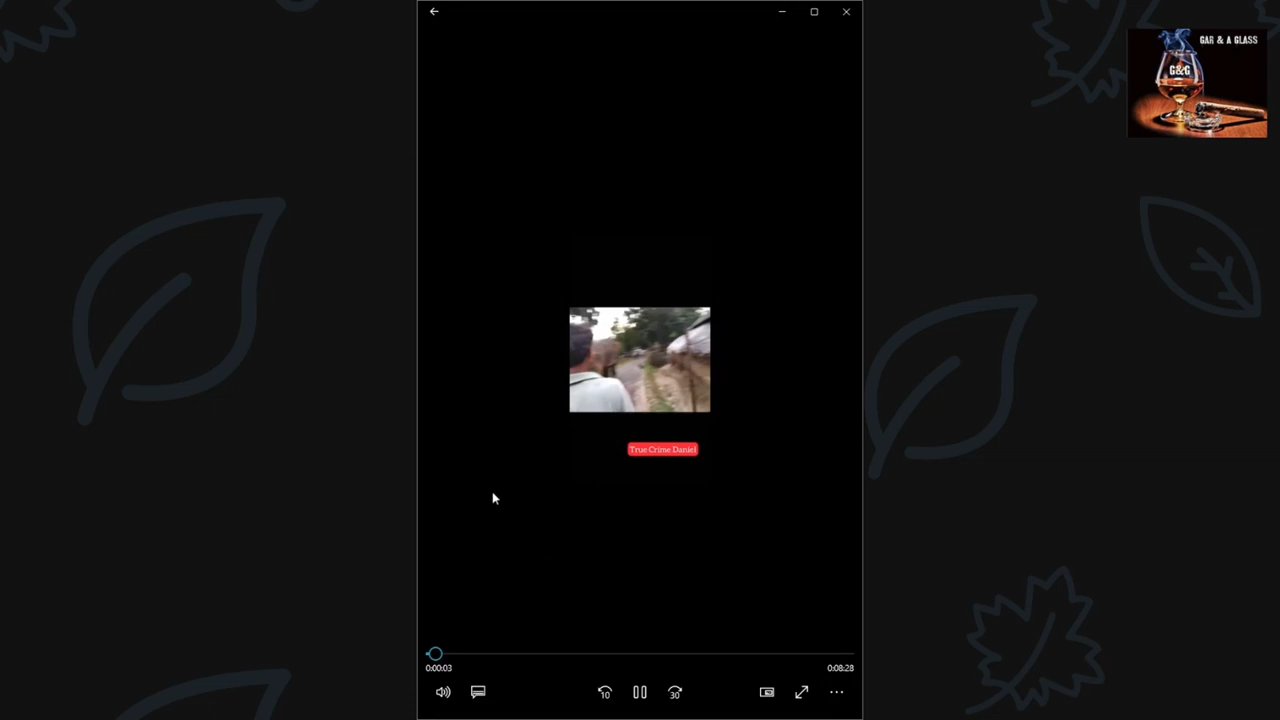 GAR & A GLASS
G&G
True Crime Daniel
0:00:03
0:08:28
10
30